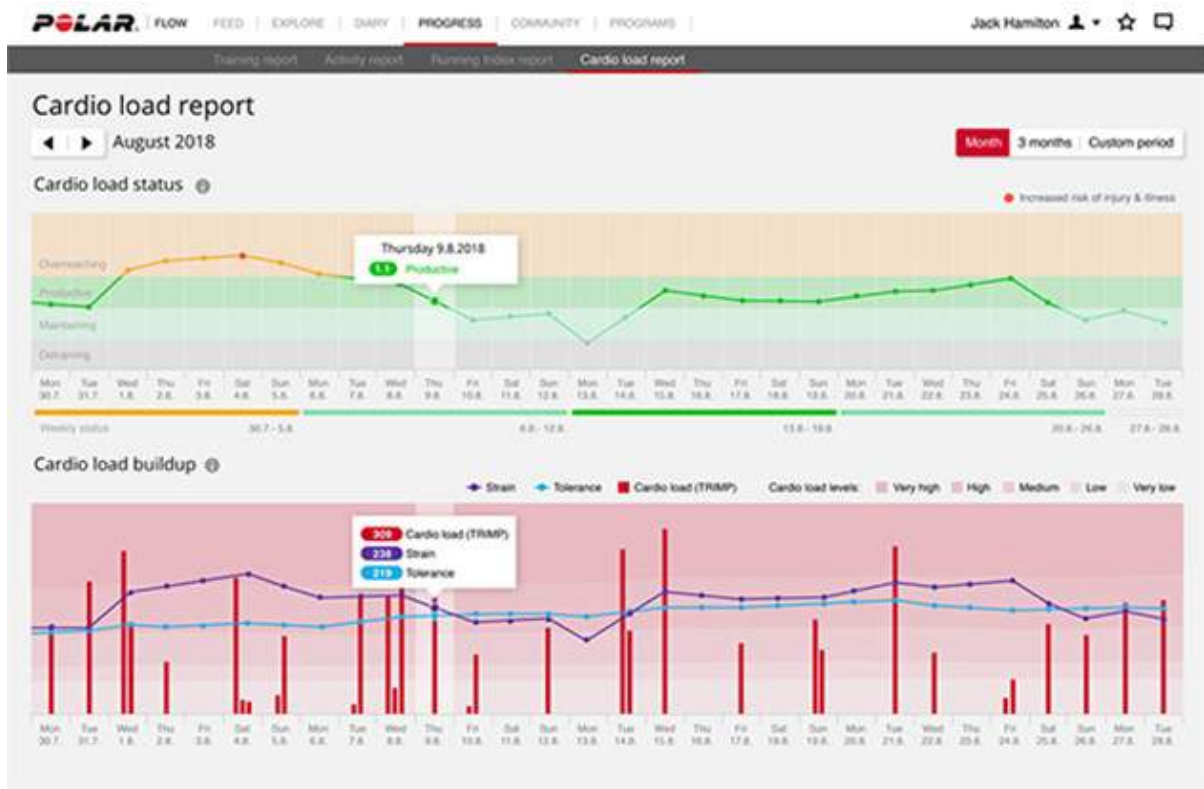 POLAR. FLOW FEED EXPLORE DIARY PROGRESS COMMUNITY PROGRAMS Jack Hamilton
Training report Activity report Running Index report Cardio load report
Cardio load report
August 2018 Month 3 months Custom period
Cardio load status
Increased risk of injury & illness
Thursday 9.8.2018
1.1 Productive
Overreaching
Productive
Maintaining
Detraining
Mon Tue Wed Thu Fri Sat Sun Mon Tue Wed Thu Fri Sat Sun Mon Tue Wed Thu Fri Sat Sun Mon Tue Wed Thu Fri Sat Sun Mon Tue
30.7. 31.7. 1.8. 2.8. 3.8. 4.8. 5.8. 6.8. 7.8. 8.8. 9.8. 10.8. 11.8. 12.8. 13.8. 14.8. 15.8. 16.8. 17.8. 18.8. 19.8. 20.8. 21.8. 22.8. 23.8. 24.8. 25.8. 26.8. 27.8. 28.8.
Weekly status 30.7 - 5.8. 6.8 - 12.8. 13.8 - 19.8. 20.8. - 26.8. 27.8. - 28.8.
Cardio load buildup
Strain Tolerance Cardio load (TRIMP) Cardio load levels: Very high High Medium Low Very low
309 Cardio load (TRIMP)
238 Strain
219 Tolerance
Mon Tue Wed Thu Fri Sat Sun Mon Tue Wed Thu Fri Sat Sun Mon Tue Wed Thu Fri Sat Sun Mon Tue Wed Thu Fri Sat Sun Mon Tue
30.7. 31.7. 1.8. 2.8. 3.8. 4.8. 5.8. 6.8. 7.8. 8.8. 9.8. 10.8. 11.8. 12.8. 13.8. 14.8. 15.8. 16.8. 17.8. 18.8. 19.8. 20.8. 21.8. 22.8. 23.8. 24.8. 25.8. 26.8. 27.8. 28.8.